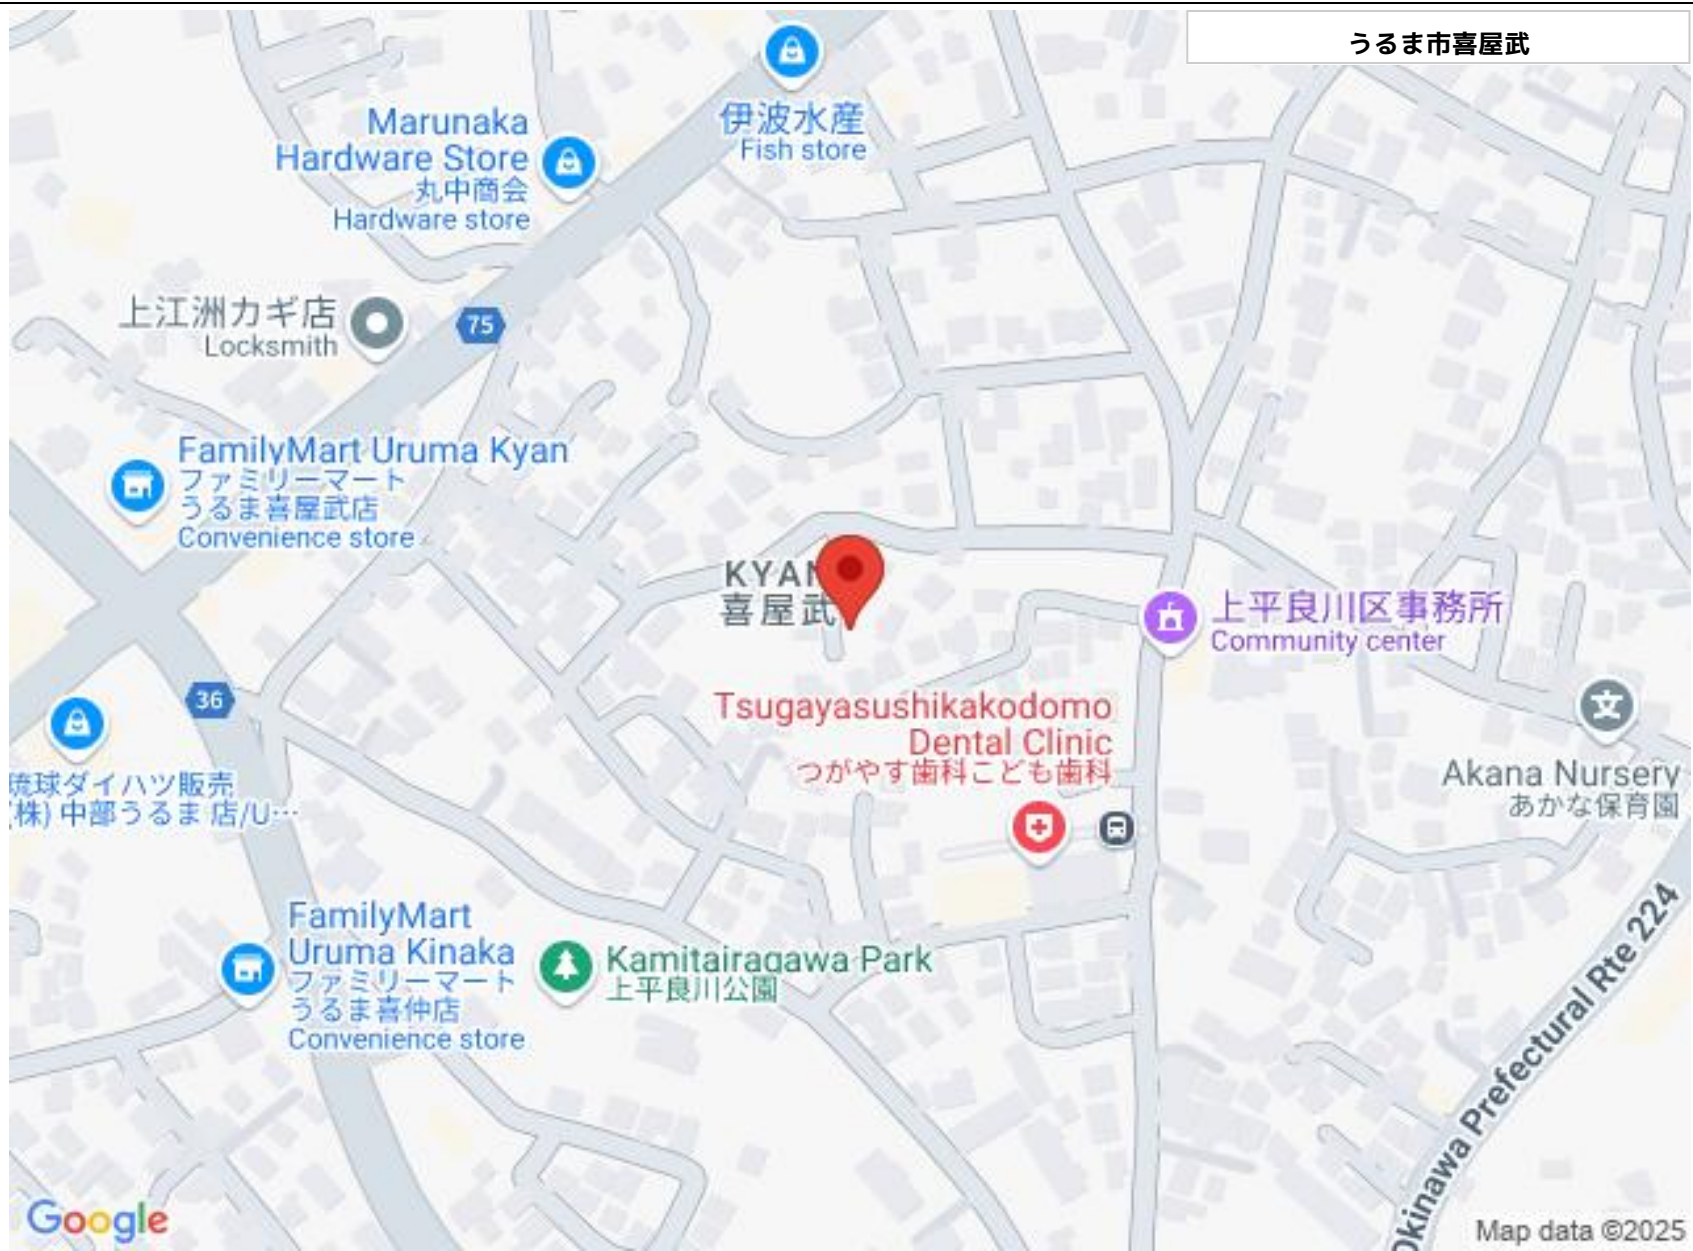 うるま市喜屋武
伊波水産
Fish store
Marunaka
Hardware Store
丸中商会
Hardware store
上江洲カギ店
Locksmith
75
FamilyMart Uruma Kyan
ファミリーマート
うるま喜屋武店
Convenience store
KYAN
喜屋武
上平良川区事務所
Community center
36
Tsugayasushikakodomo
Dental Clinic
つがやす歯科こども歯科
琉球ダイハツ販売
(株) 中部うるま 店/U…
Akana Nursery
あかな保育園
FamilyMart
Uruma Kinaka
ファミリーマート
うるま喜仲店
Convenience store
Kamitairagawa Park
上平良川公園
Okinawa Prefectural Rte 224
Google
Map data ©2025